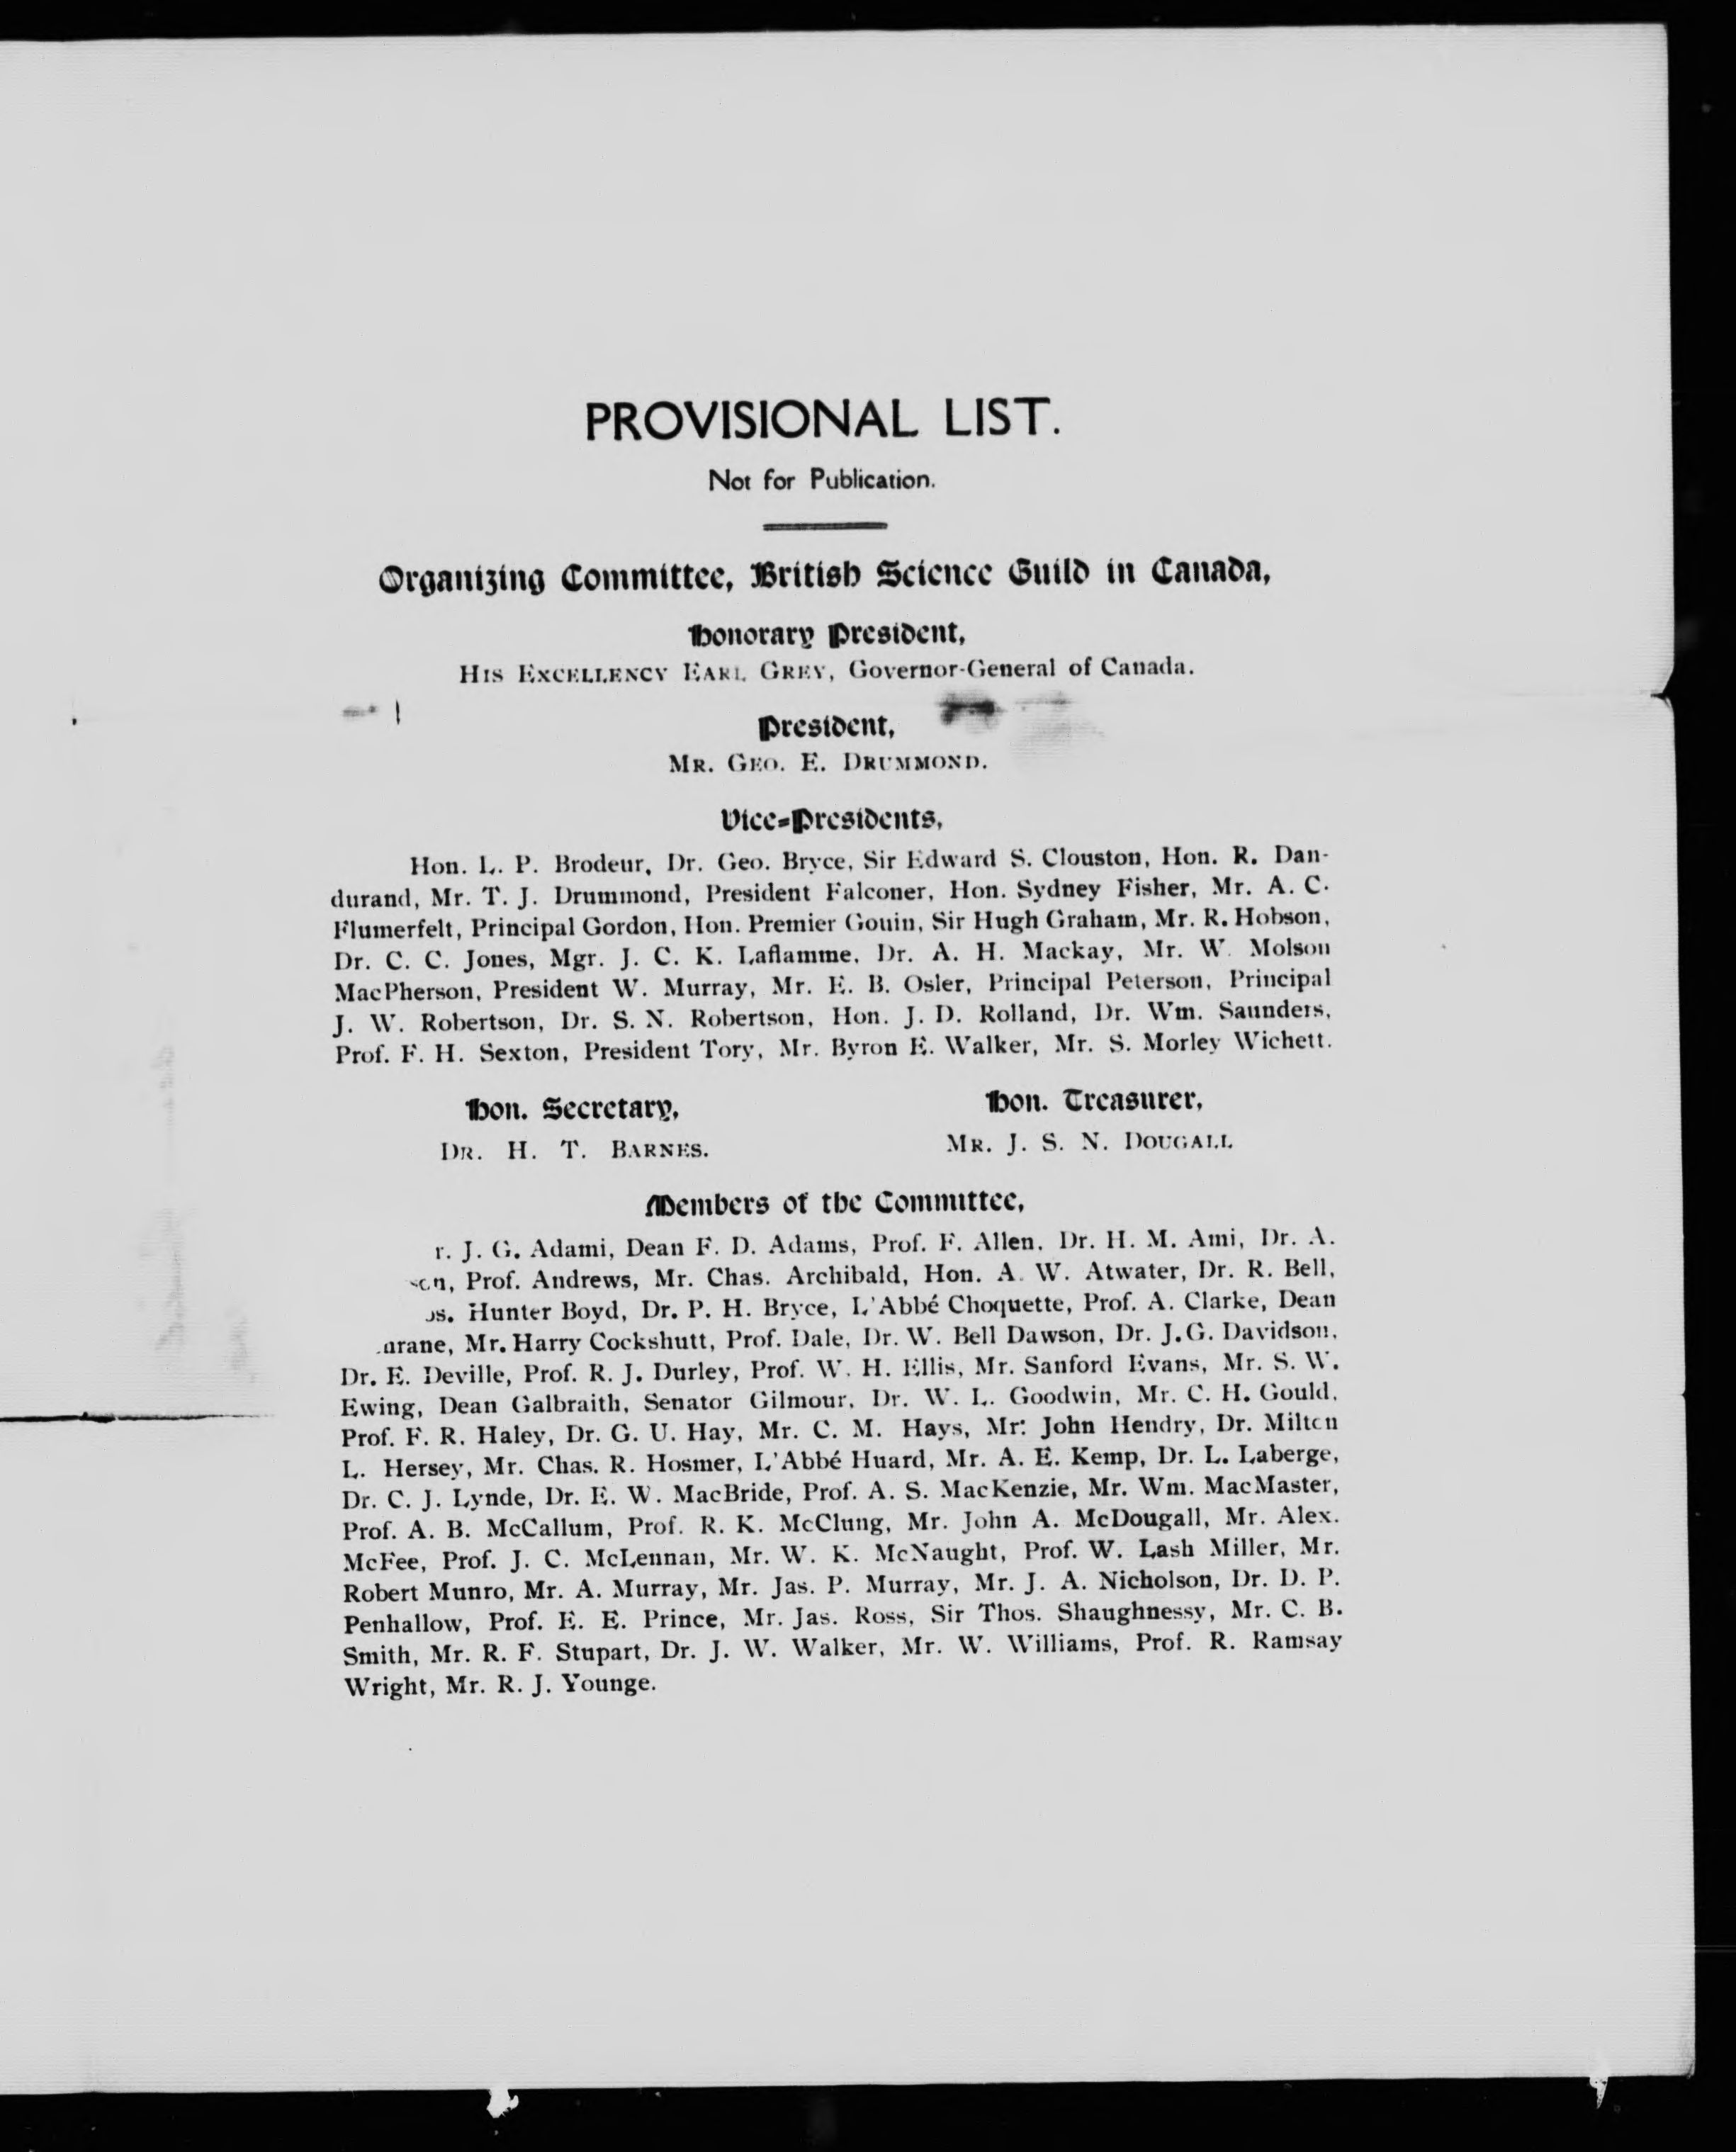 PROVISIONAL LIST.
Not for Publication.
Organizing Committee, British Science Guild in Canada,
Honorary President,
HIS EXCELLENCY EARL GREY, Governor-General of Canada.
President,
MR. GEO. E. DRUMMOND.
Vice-Presidents,
Hon. L. P. Brodeur, Dr. Geo. Bryce, Sir Edward S. Clouston, Hon. R. Dan-
durand, Mr. T. J. Drummond, President Falconer, Hon. Sydney Fisher, Mr. A. C.
Flumerfelt, Principal Gordon, Hon. Premier Gouin, Sir Hugh Graham, Mr. R. Hobson,
Dr. C. C. Jones, Mgr. J. C. K. Laflamme, Dr. A. H. Mackay, Mr. W. Molson
MacPherson, President W. Murray, Mr. E. B. Osler, Principal Peterson, Principal
J. W. Robertson, Dr. S. N. Robertson, Hon. J. D. Rolland, Dr. Wm. Saunders,
Prof. F. H. Sexton, President Tory, Mr. Byron E. Walker, Mr. S. Morley Wichett.
Hon. Secretary,
DR. H. T. BARNES.
Hon. Treasurer,
MR. J. S. N. DOUGALL
Members of the Committee,
r. J. G. Adami, Dean F. D. Adams, Prof. F. Allen, Dr. H. M. Ami, Dr. A.
Prof. Andrews, Mr. Chas. Archibald, Hon. A. W. Atwater, Dr. R. Bell,
Hunter Boyd, Dr. P. H. Bryce, L'Abbé Choquette, Prof. A. Clarke, Dean
arane, Mr. Harry Cockshutt, Prof. Dale, Dr. W. Bell Dawson, Dr. J. G. Davidson,
Dr. E. Deville, Prof. R. J. Durley, Prof. W. H. Ellis, Mr. Sanford Evans, Mr. S. W.
Ewing, Dean Galbraith, Senator Gilmour, Dr. W. L. Goodwin, Mr. C. H. Gould,
Prof. F. R. Haley, Dr. G. U. Hay, Mr. C. M. Hays, Mr. John Hendry, Dr. Milton
L. Hersey, Mr. Chas. R. Hosmer, L'Abbé Huard, Mr. A. E. Kemp, Dr. L. Laberge,
Dr. C. J. Lynde, Dr. E. W. MacBride, Prof. A. S. MacKenzie, Mr. Wm. MacMaster,
Prof. A. B. McCallum, Prof. R. K. McClung, Mr. John A. McDougall, Mr. Alex.
McFee, Prof. J. C. McLennan, Mr. W. K. McNaught, Prof. W. Lash Miller, Mr.
Robert Munro, Mr. A. Murray, Mr. Jas. P. Murray, Mr. J. A. Nicholson, Dr. D. P.
Penhallow, Prof. E. E. Prince, Mr. Jas. Ross, Sir Thos. Shaughnessy, Mr. C. B.
Smith, Mr. R. F. Stupart, Dr. J. W. Walker, Mr. W. Williams, Prof. R. Ramsay
Wright, Mr. R. J. Younge.